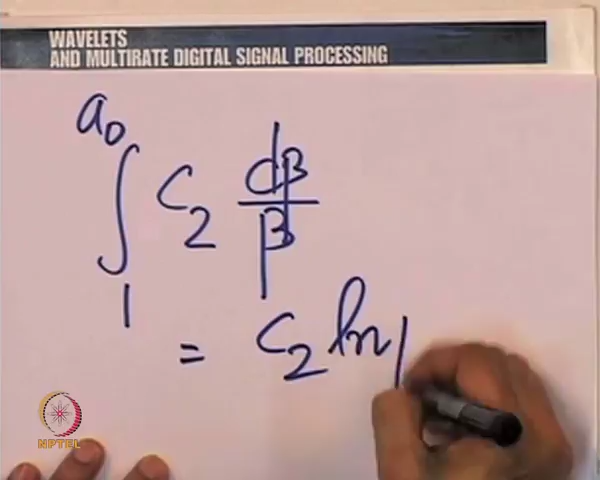 WAVELETS
AND MULTIRATE DIGITAL SIGNAL PROCESSING
a₀
∫ C₂ dβ/β
1
= C₂ ln |
NPTEL